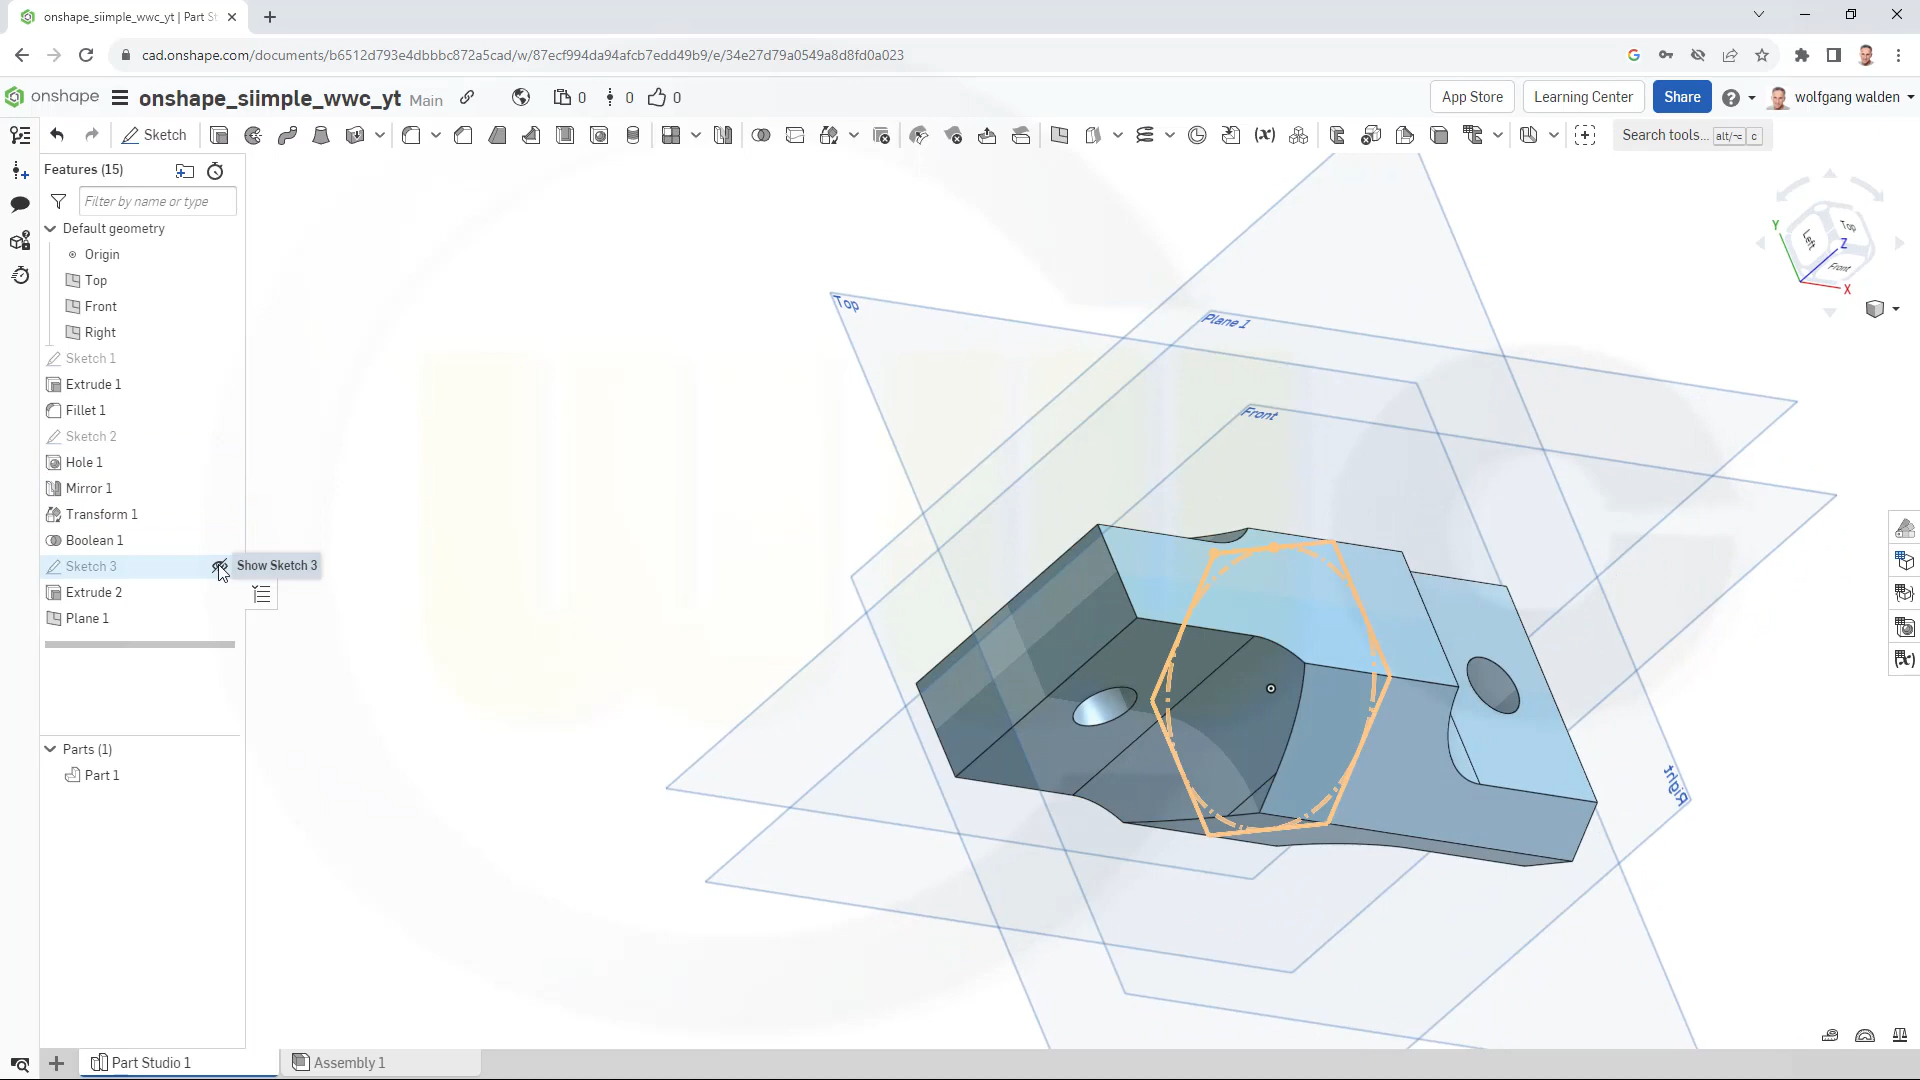 onshape_siimple_wwc_yt | Part St
cad.onshape.com/documents/b6512d793e4dbbbc872a5cad/w/87ecf994da94afcb7edd49b9/e/34e27d79a0549a8d8fd0a023
onshape
onshape_siimple_wwc_yt Main
0
0
0
App Store
Learning Center
Share
wolfgang walden
Sketch
Search tools... alt/⌥ c
Features (15)
Filter by name or type
Default geometry
Origin
Top
Front
Right
Sketch 1
Extrude 1
Fillet 1
Sketch 2
Hole 1
Mirror 1
Transform 1
Boolean 1
Sketch 3
Show Sketch 3
Extrude 2
Plane 1
Parts (1)
Part 1
Top
Plane 1
Front
Right
Y
Top
Left
Z
Front
X
Part Studio 1
Assembly 1